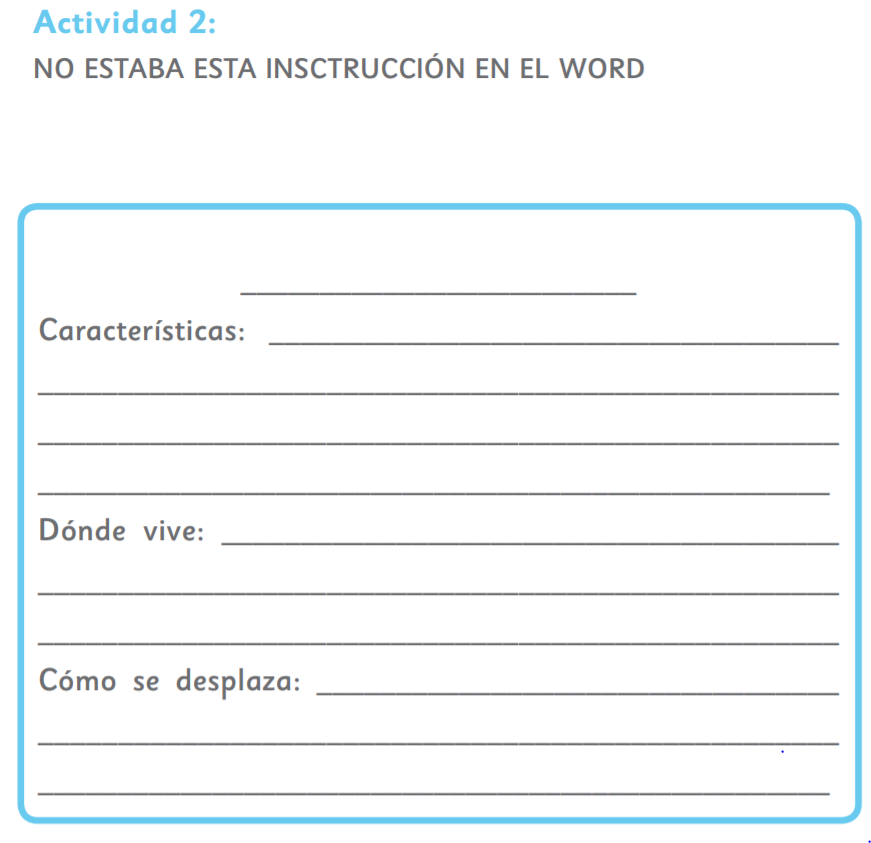 Actividad 2:
NO ESTABA ESTA INSCTRUCCIÓN EN EL WORD
Características:
Dónde vive:
Cómo se desplaza: